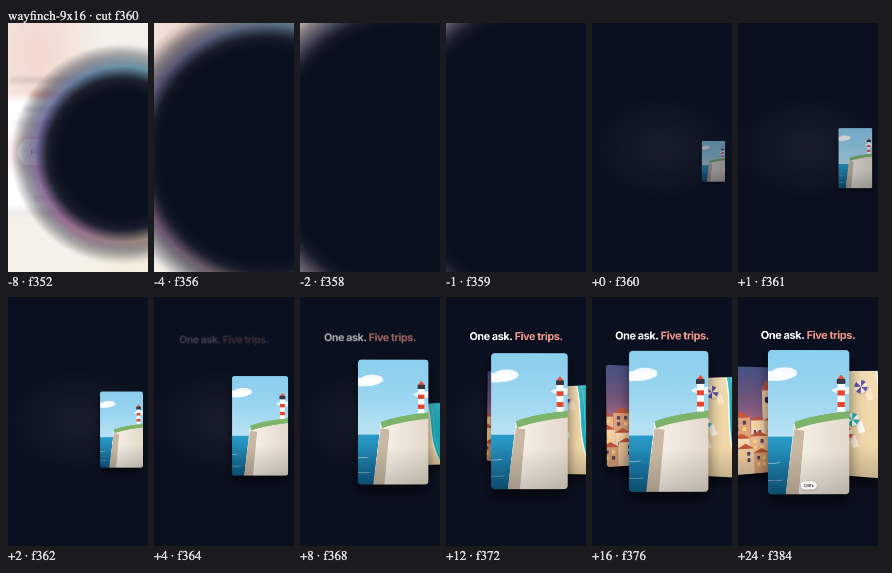 wayfinch-9x16 · cut f360
-8 · f352
-4 · f356
-2 · f358
-1 · f359
+0 · f360
+1 · f361
One ask. Five trips.
One ask. Five trips.
One ask. Five trips.
One ask. Five trips.
One ask. Five trips.
+2 · f362
+4 · f364
+8 · f368
+12 · f372
+16 · f376
+24 · f384